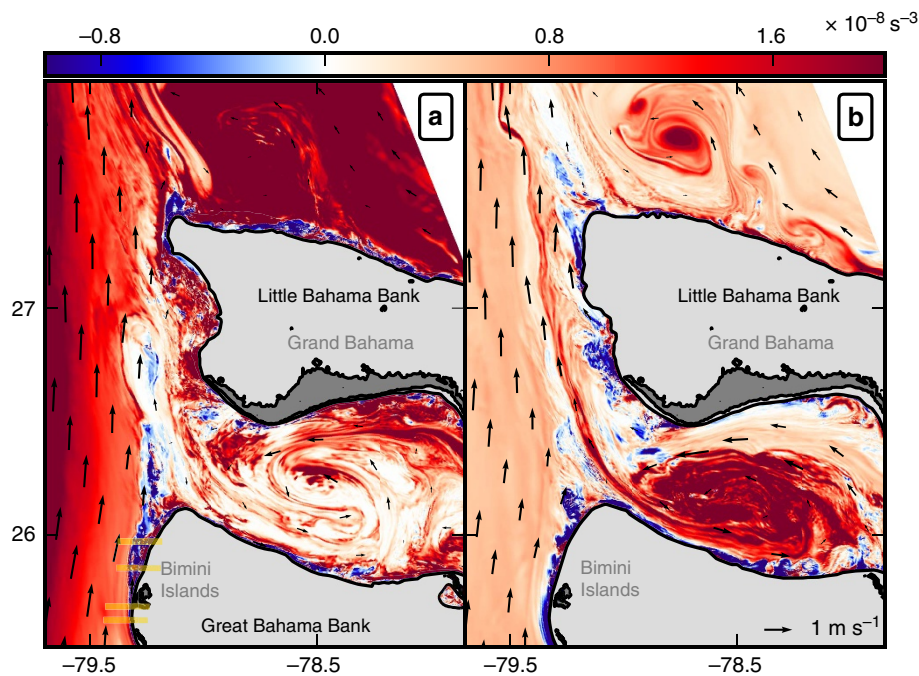 × 10⁻⁸ s⁻³
−0.8 0.0 0.8 1.6
a b
27
Little Bahama Bank Little Bahama Bank
Grand Bahama Grand Bahama
26
Bimini Bimini
Islands Islands
Great Bahama Bank 1 m s⁻¹
−79.5 −78.5 −79.5 −78.5